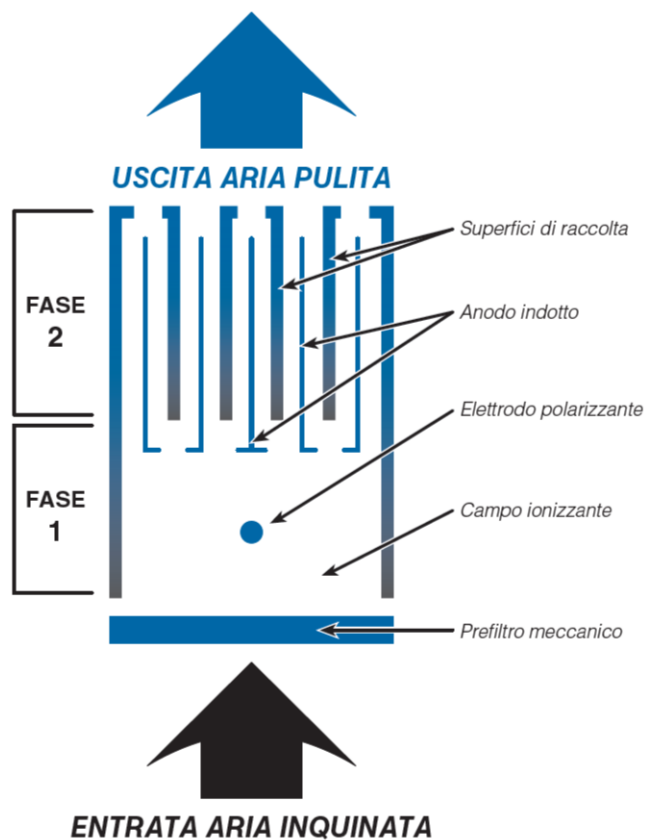 USCITA ARIA PULITA
Superfici di raccolta
FASE
2
Anodo indotto
Elettrodo polarizzante
FASE
1
Campo ionizzante
Prefiltro meccanico
ENTRATA ARIA INQUINATA